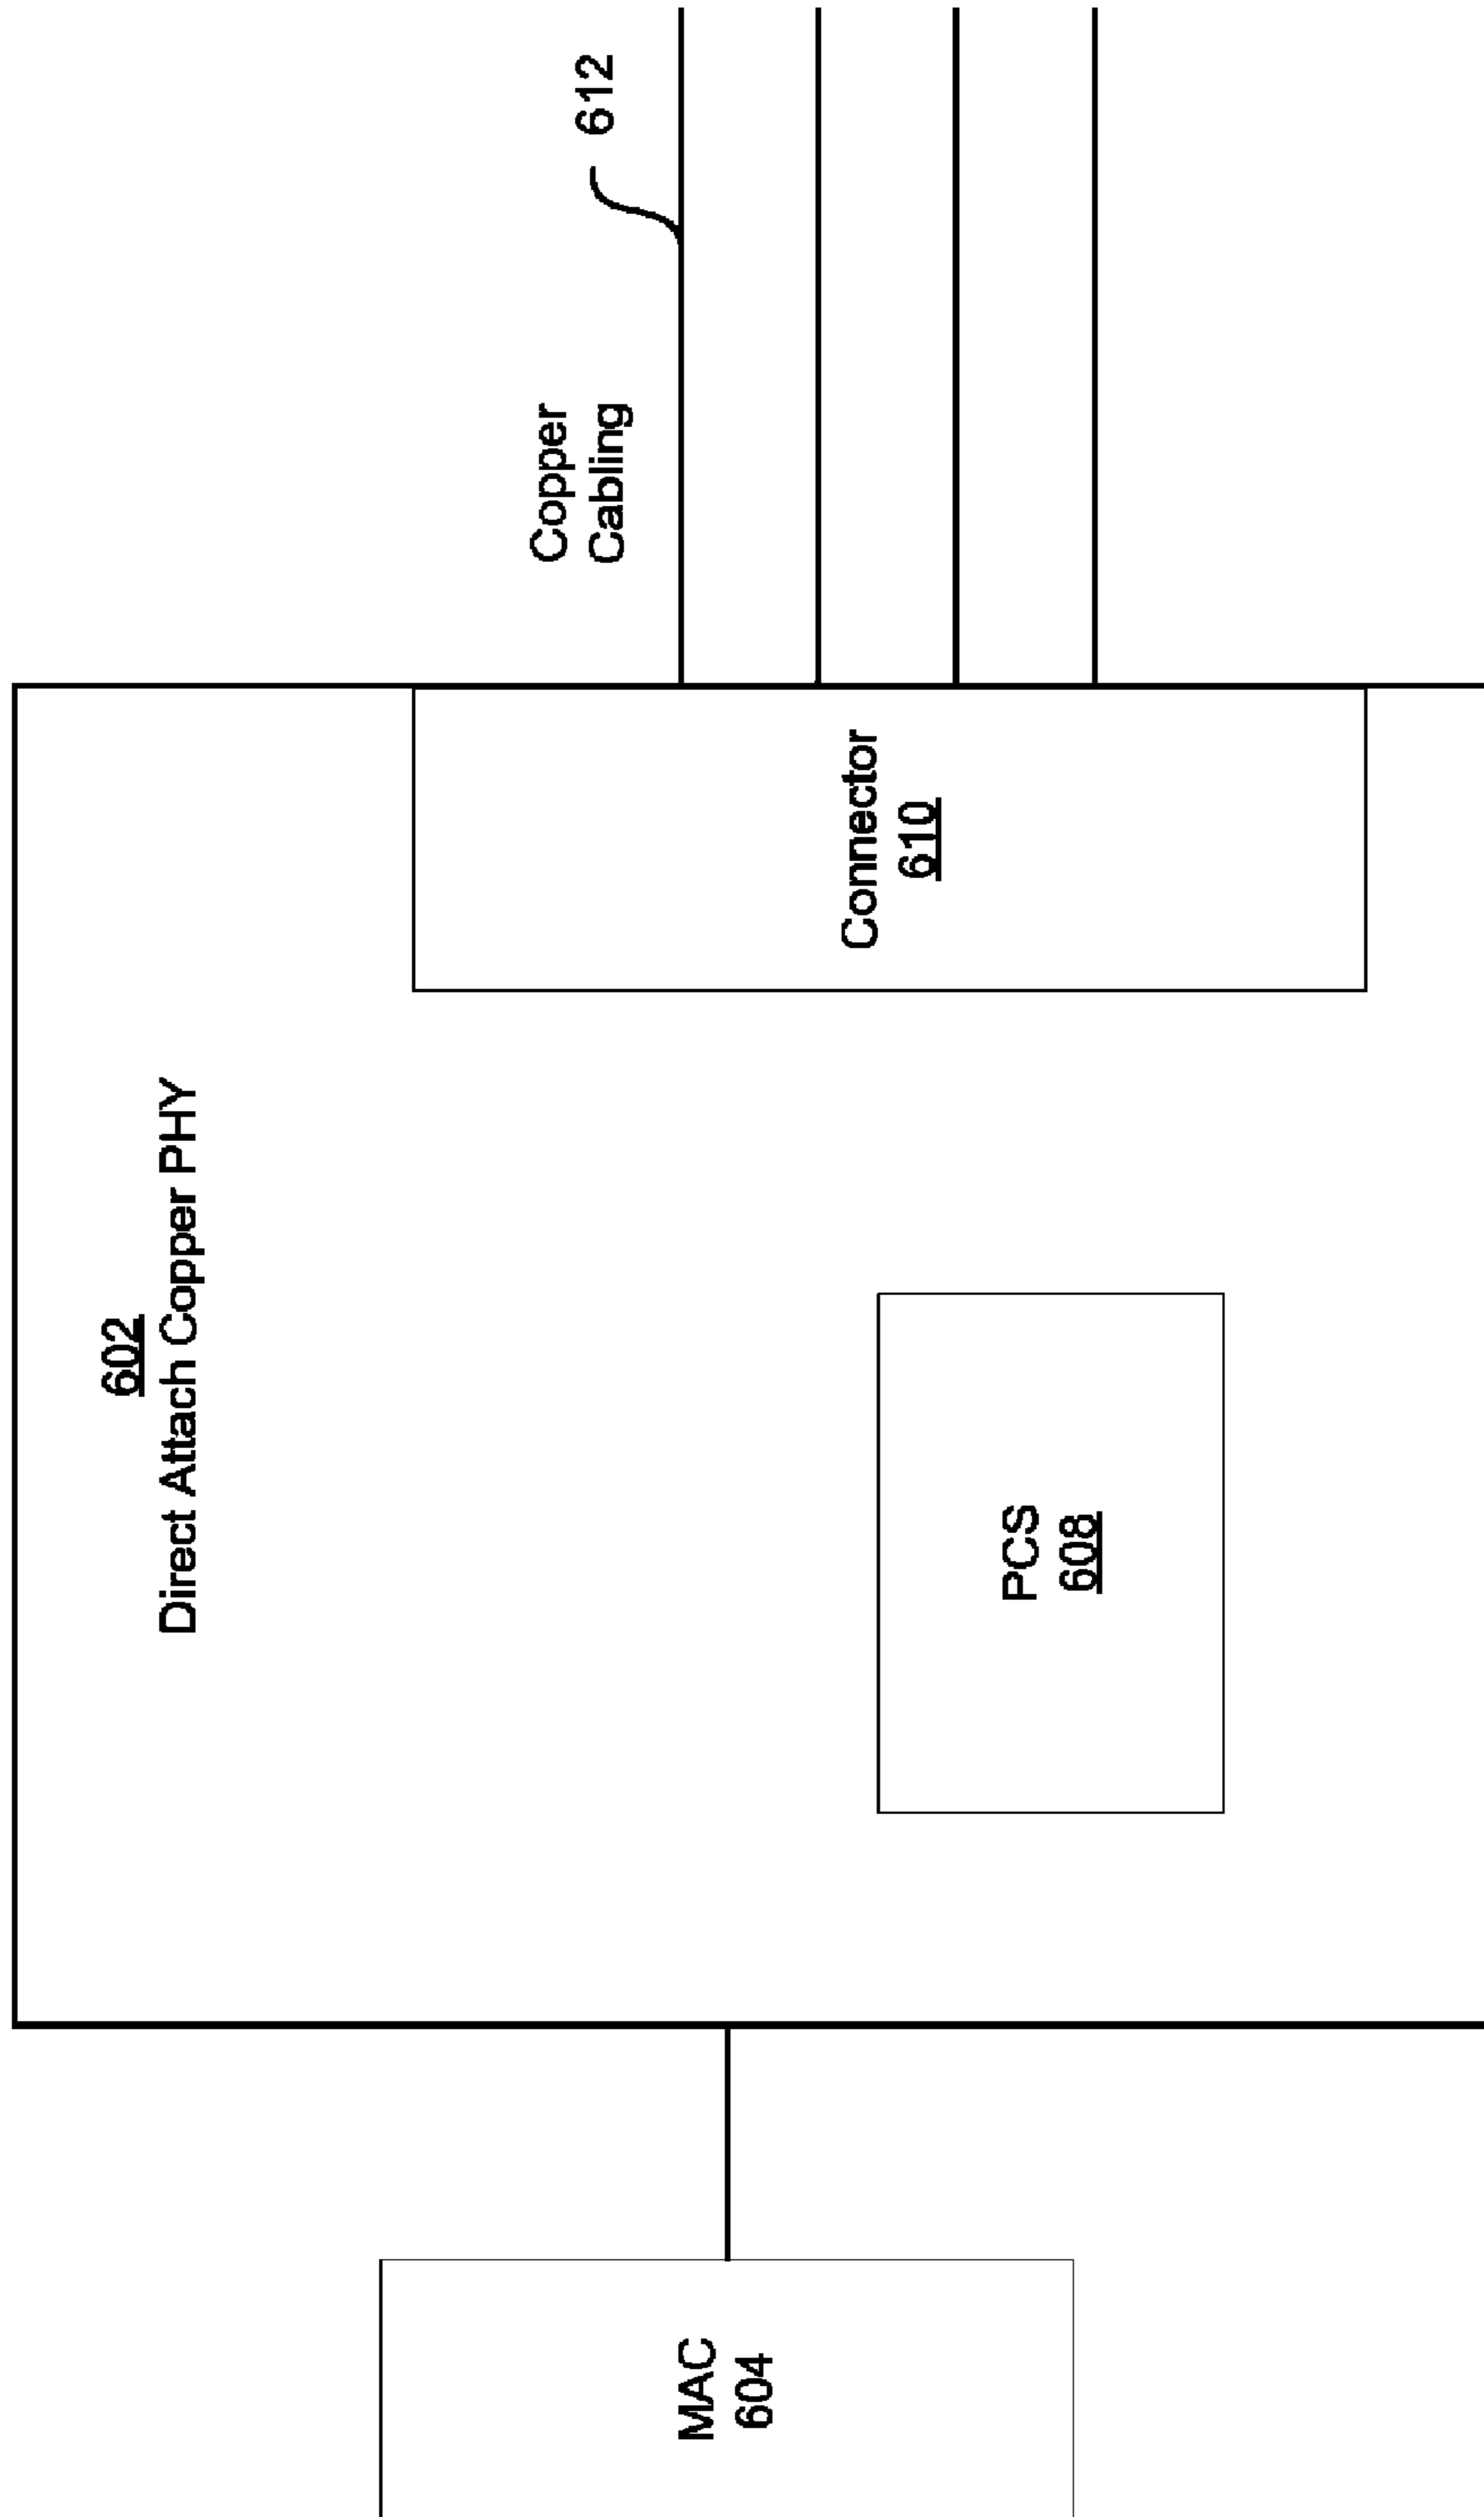 602
Direct Attach Copper PHY
MAC
604
PCS
608
Connector
610
Copper
Cabling
612